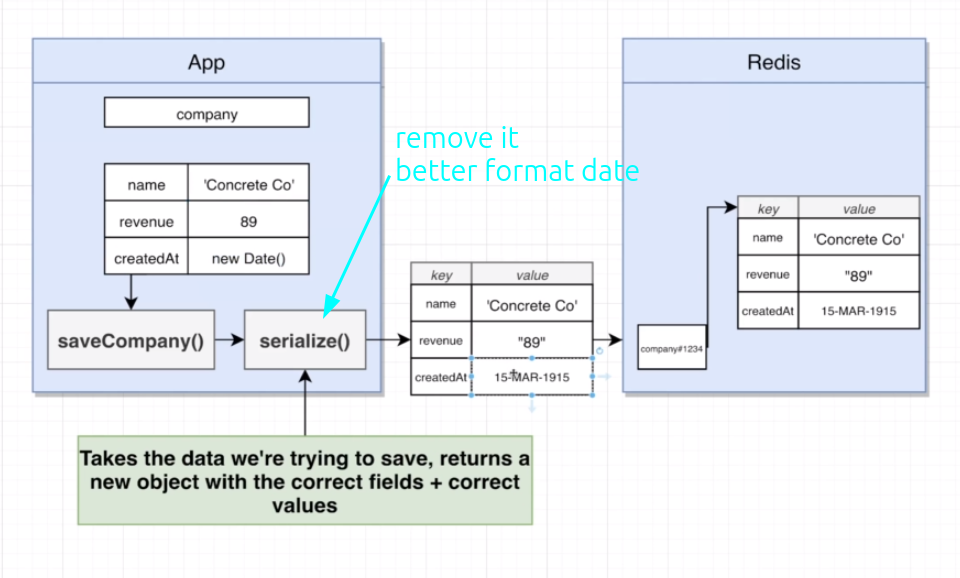 App
company
name
'Concrete Co'
revenue
89
createdAt
new Date()
saveCompany()
serialize()
Takes the data we're trying to save, returns a
new object with the correct fields + correct
values
remove it
better format date
key
value
name
'Concrete Co'
revenue
"89"
createdAt
15-MAR-1915
Redis
company#1234
key
value
name
'Concrete Co'
revenue
"89"
createdAt
15-MAR-1915